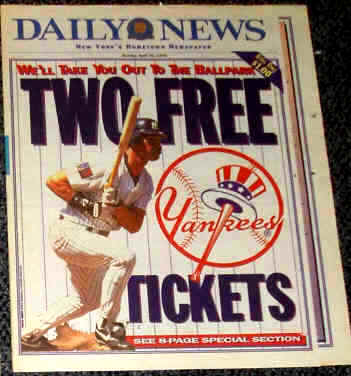 DAILY NEWS
NEW YORK'S HOMETOWN NEWSPAPER
WE'LL TAKE YOU OUT TO THE BALLPARK
TWO FREE
Yankees
TICKETS
SEE 8-PAGE SPECIAL SECTION